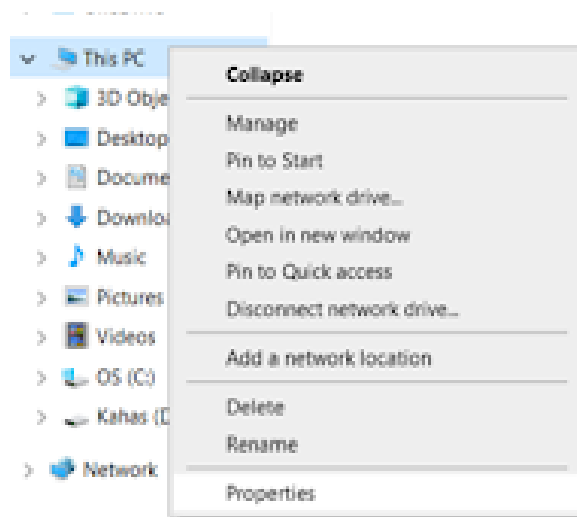 This PC
3D Obje
Desktop
Docume
Downloa
Music
Pictures
Videos
OS (C:)
Kahas (D
Network
Collapse
Manage
Pin to Start
Map network drive...
Open in new window
Pin to Quick access
Disconnect network drive...
Add a network location
Delete
Rename
Properties